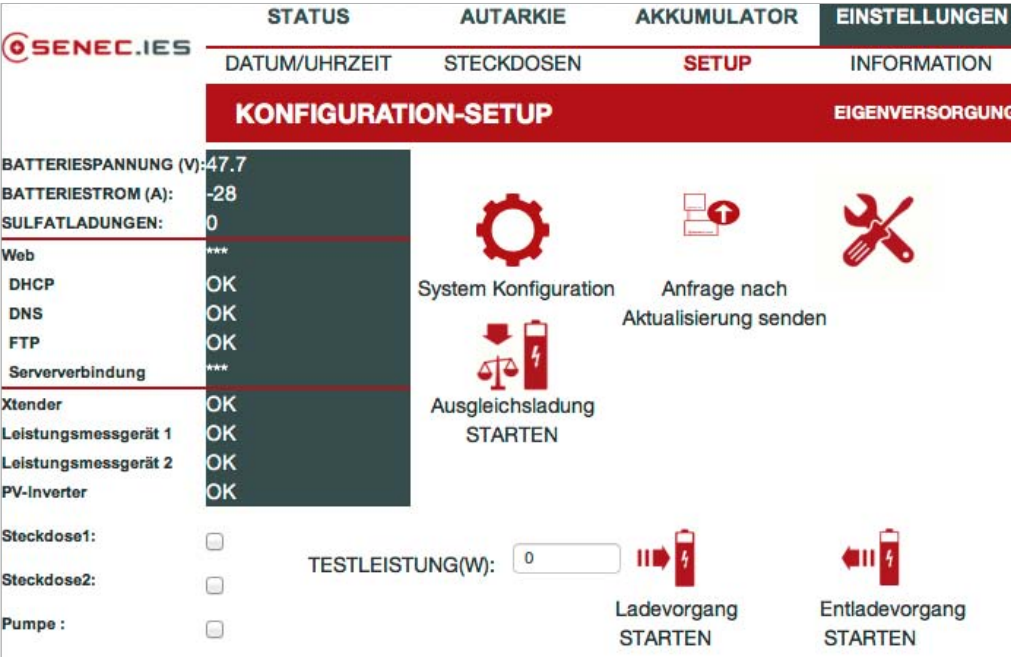 STATUS AUTARKIE AKKUMULATOR EINSTELLUNGEN
SENEC.IES
DATUM/UHRZEIT STECKDOSEN SETUP INFORMATION
KONFIGURATION-SETUP EIGENVERSORGUNG
BATTERIESPANNUNG (V): 47.7
BATTERIESTROM (A): -28
SULFATLADUNGEN: 0
Web ***
DHCP OK
DNS OK
FTP OK
Serververbindung ***
Xtender OK
Leistungsmessgerät 1 OK
Leistungsmessgerät 2 OK
PV-Inverter OK
System Konfiguration
Anfrage nach
Aktualisierung senden
Ausgleichsladung
STARTEN
Steckdose1:
Steckdose2:
Pumpe :
TESTLEISTUNG(W): 0
Ladevorgang
STARTEN
Entladevorgang
STARTEN